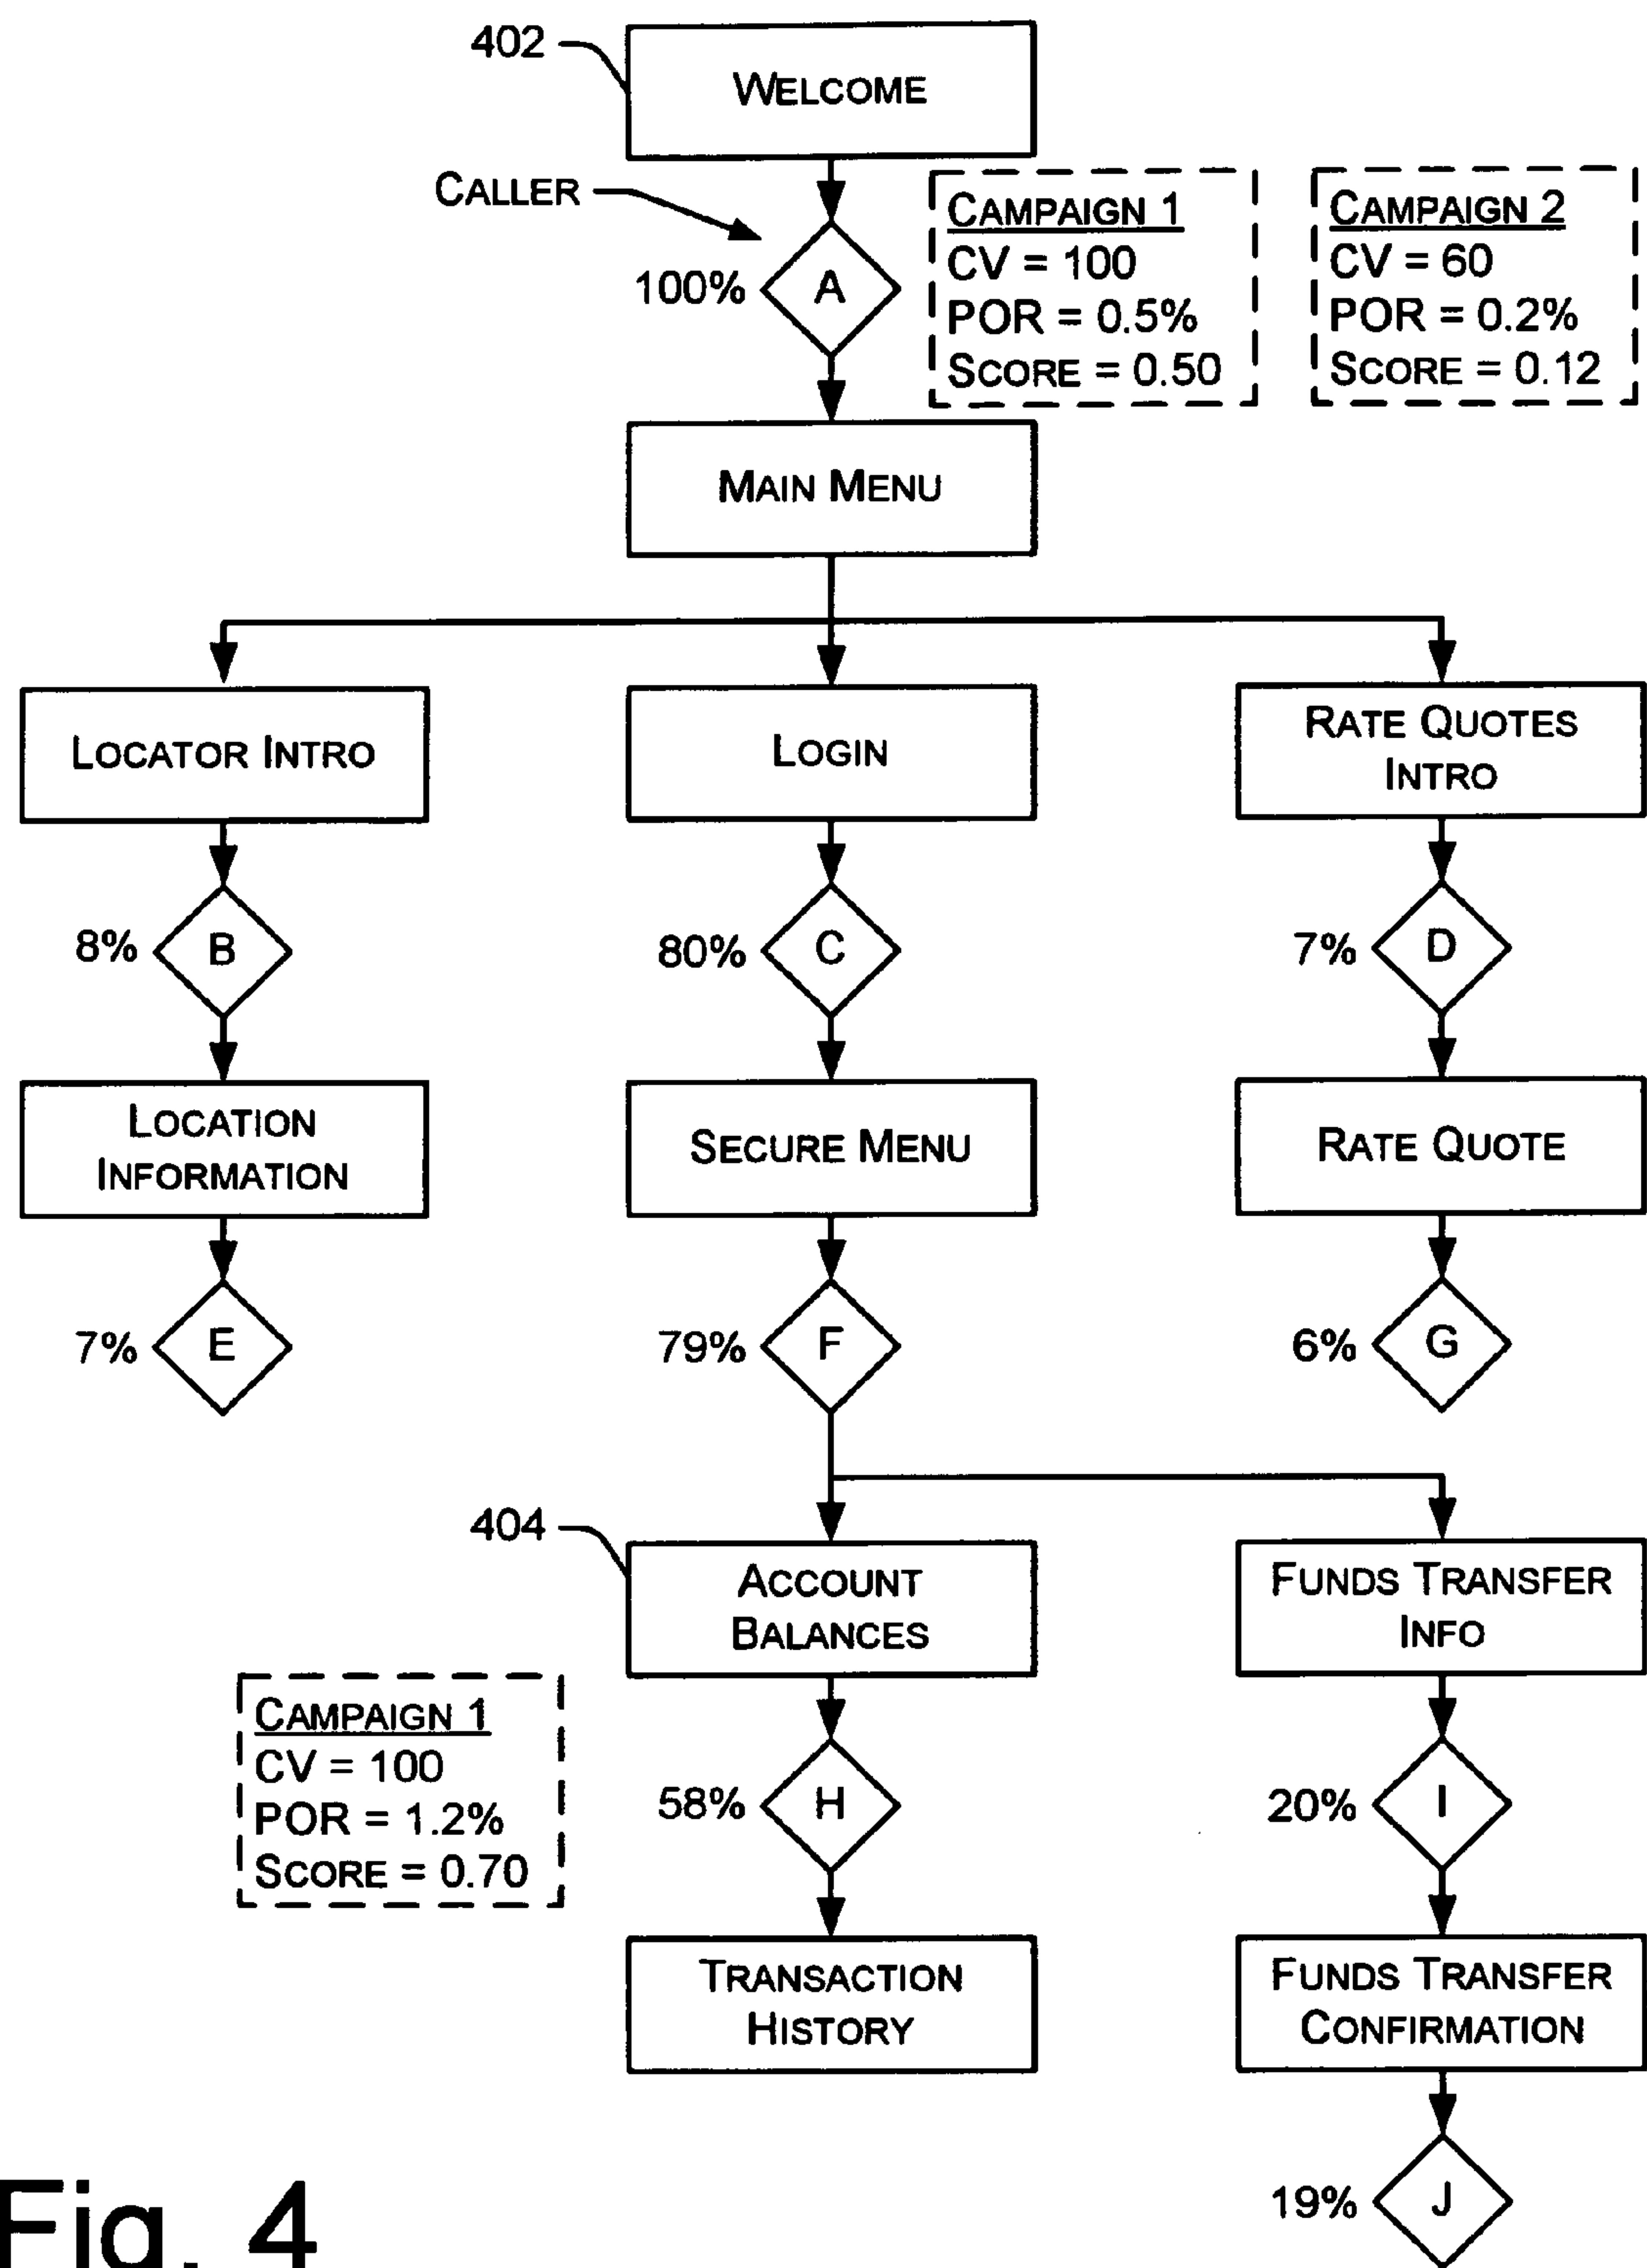 402
WELCOME
CALLER
100%
A
CAMPAIGN 1
CV = 100
POR = 0.5%
SCORE = 0.50
CAMPAIGN 2
CV = 60
POR = 0.2%
SCORE = 0.12
MAIN MENU
LOCATOR INTRO
LOGIN
RATE QUOTES
INTRO
8%
B
80%
C
7%
D
LOCATION
INFORMATION
SECURE MENU
RATE QUOTE
7%
E
79%
F
6%
G
404
ACCOUNT
BALANCES
FUNDS TRANSFER
INFO
CAMPAIGN 1
CV = 100
POR = 1.2%
SCORE = 0.70
58%
H
20%
I
TRANSACTION
HISTORY
FUNDS TRANSFER
CONFIRMATION
19%
J
Fig. 4